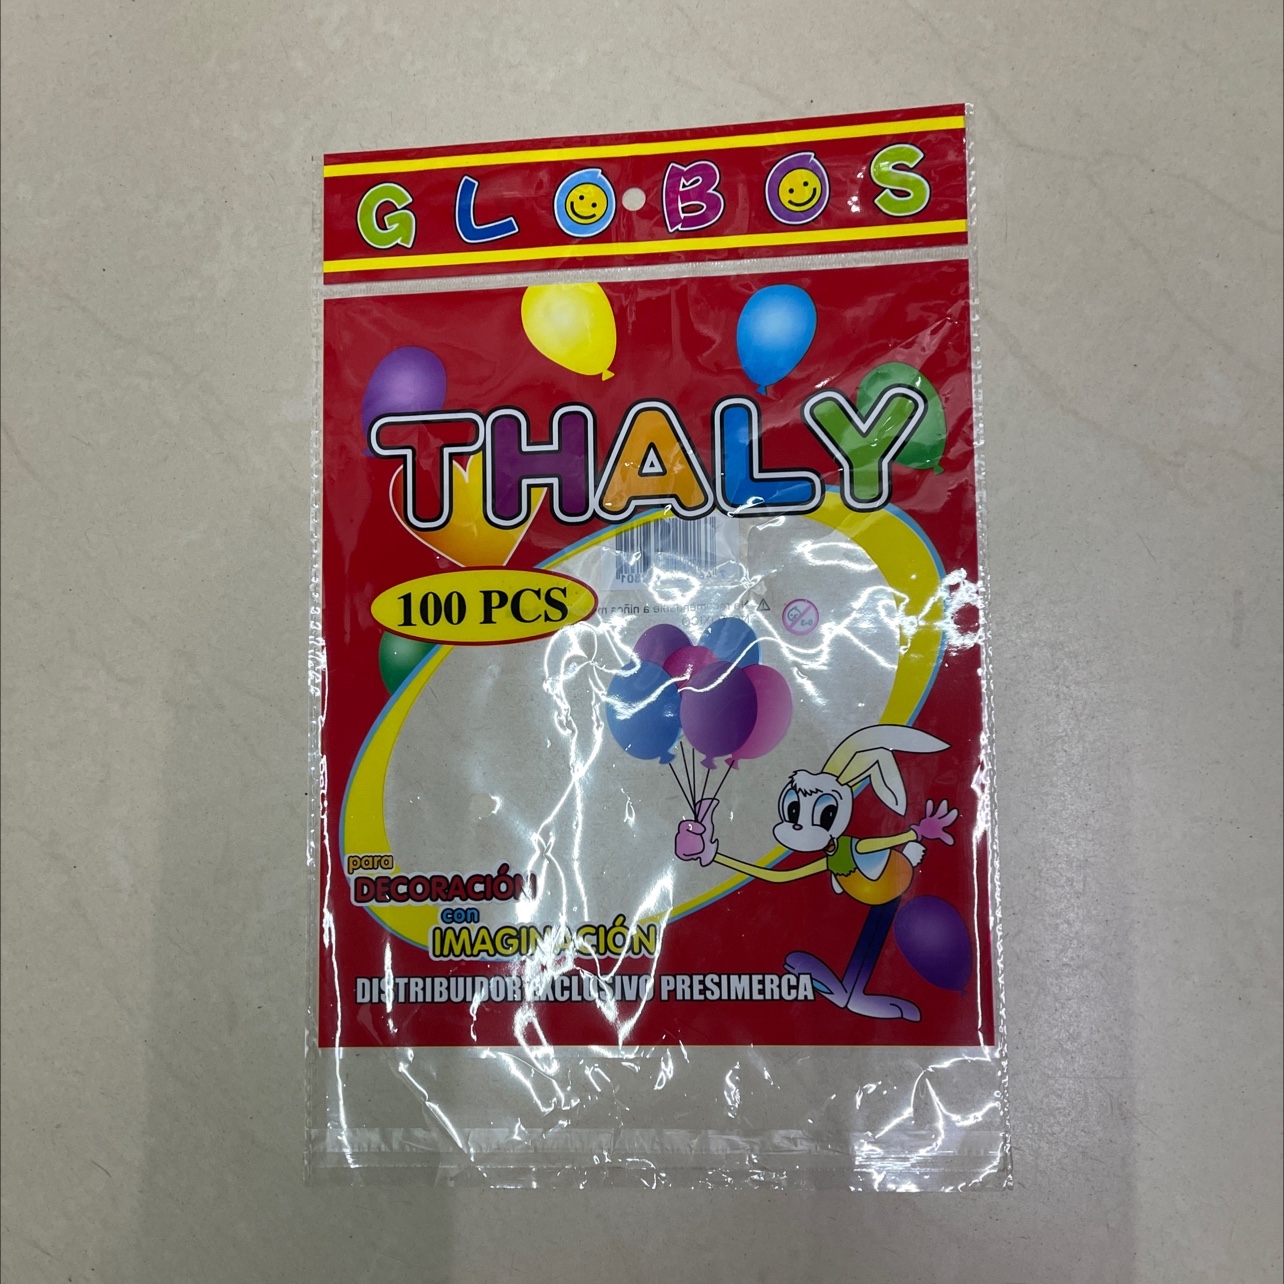 GLOBOS
THALY
100 PCS
para
DECORACIÓN
con
IMAGINACIÓN
DISTRIBUIDOR EXCLUSIVO PRESIMERCA